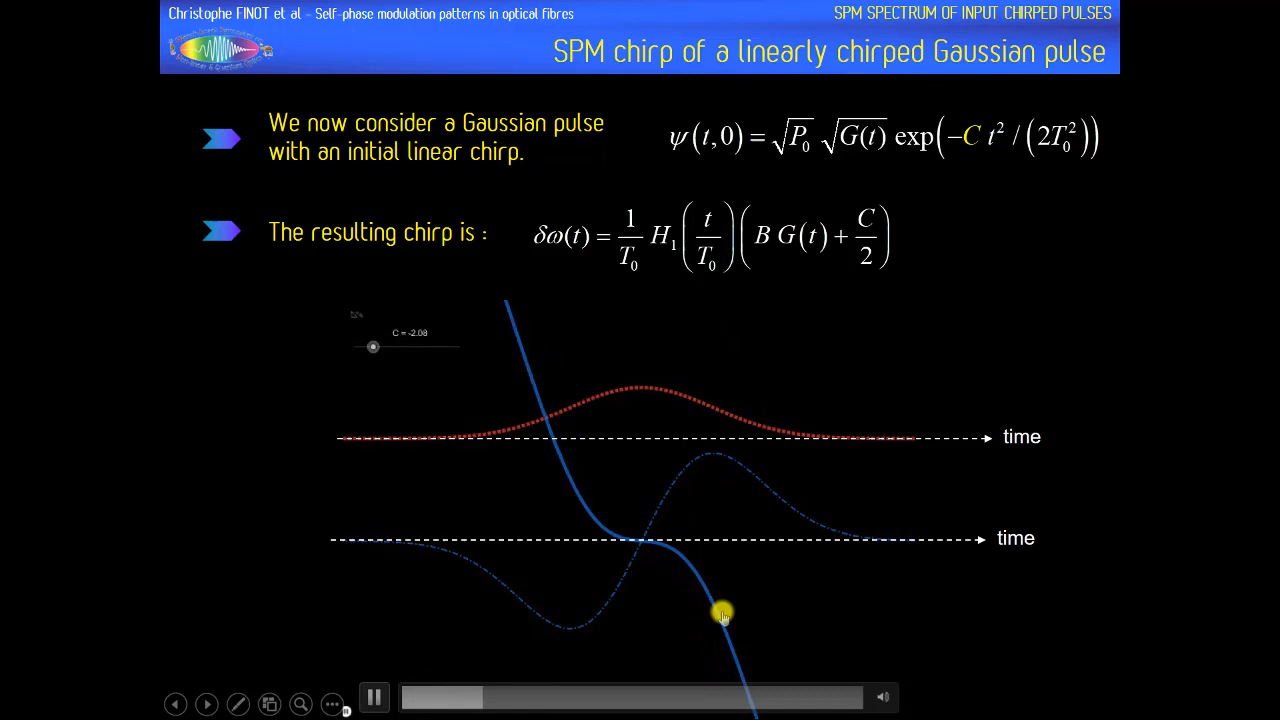 Christophe FINOT et al - Self-phase modulation patterns in optical fibres
SPM SPECTRUM OF INPUT CHIRPED PULSES
SPM chirp of a linearly chirped Gaussian pulse
We now consider a Gaussian pulse
with an initial linear chirp.
ψ(t,0) = √P₀ √G(t) exp(−C t² / (2T₀²))
The resulting chirp is :
δω(t) = 1/T₀ H₁(t/T₀)(B G(t) + C/2)
C = -2.08
time
time